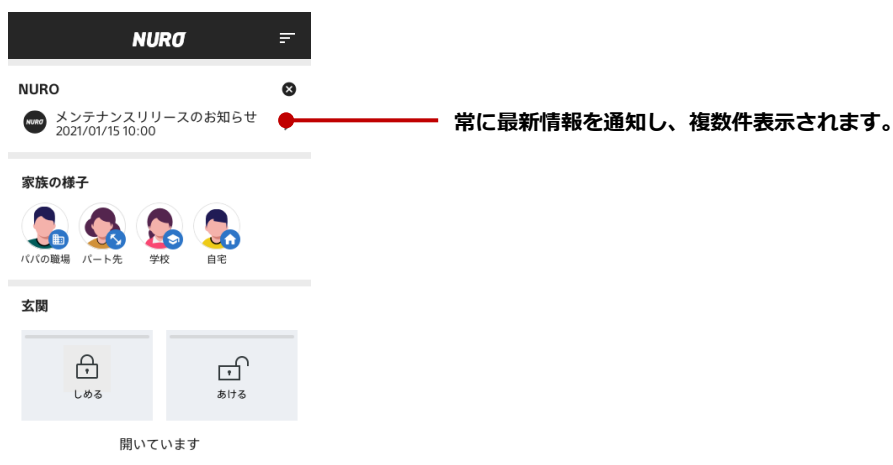 NURO
NURO
NURO メンテナンスリリースのお知らせ
2021/01/15 10:00
常に最新情報を通知し、複数件表示されます。
家族の様子
パパの職場 パート先 学校 自宅
玄関
しめる あける
開いています